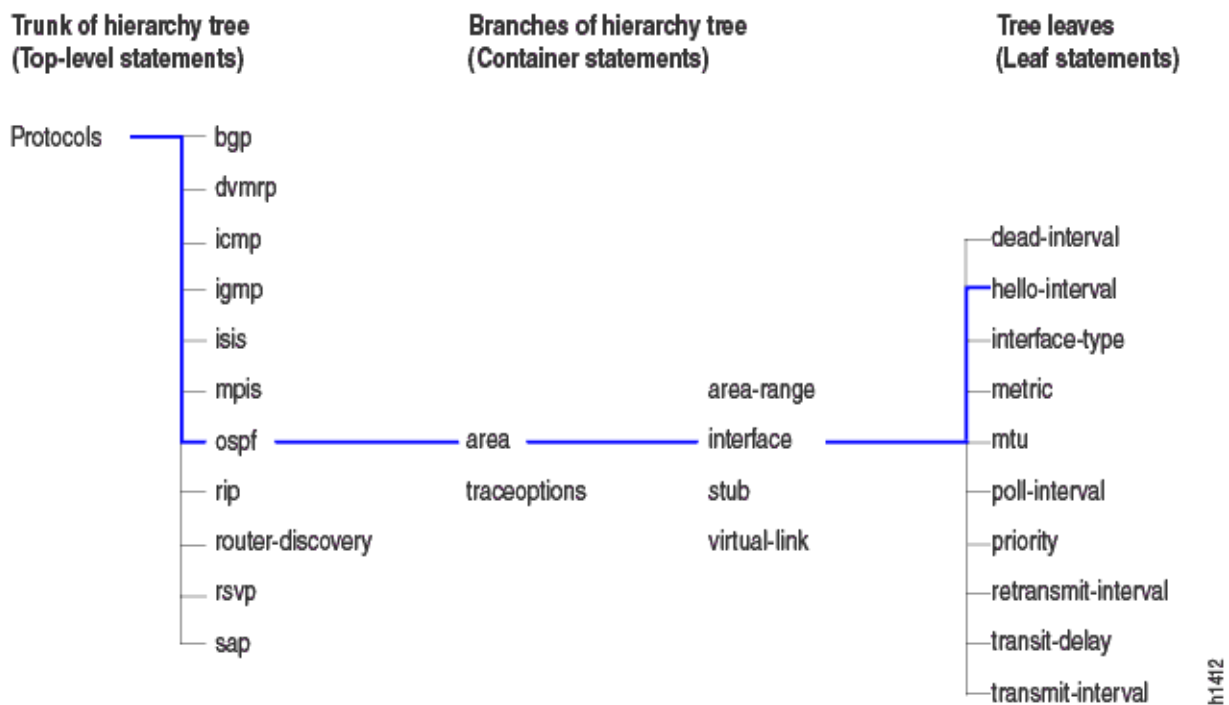 Trunk of hierarchy tree
(Top-level statements)
Branches of hierarchy tree
(Container statements)
Tree leaves
(Leaf statements)
Protocols
bgp
dvmrp
icmp
igmp
isis
mpis
ospf
rip
router-discovery
rsvp
sap
area
traceoptions
area-range
interface
stub
virtual-link
dead-interval
hello-interval
interface-type
metric
mtu
poll-interval
priority
retransmit-interval
transit-delay
transmit-interval
h1412